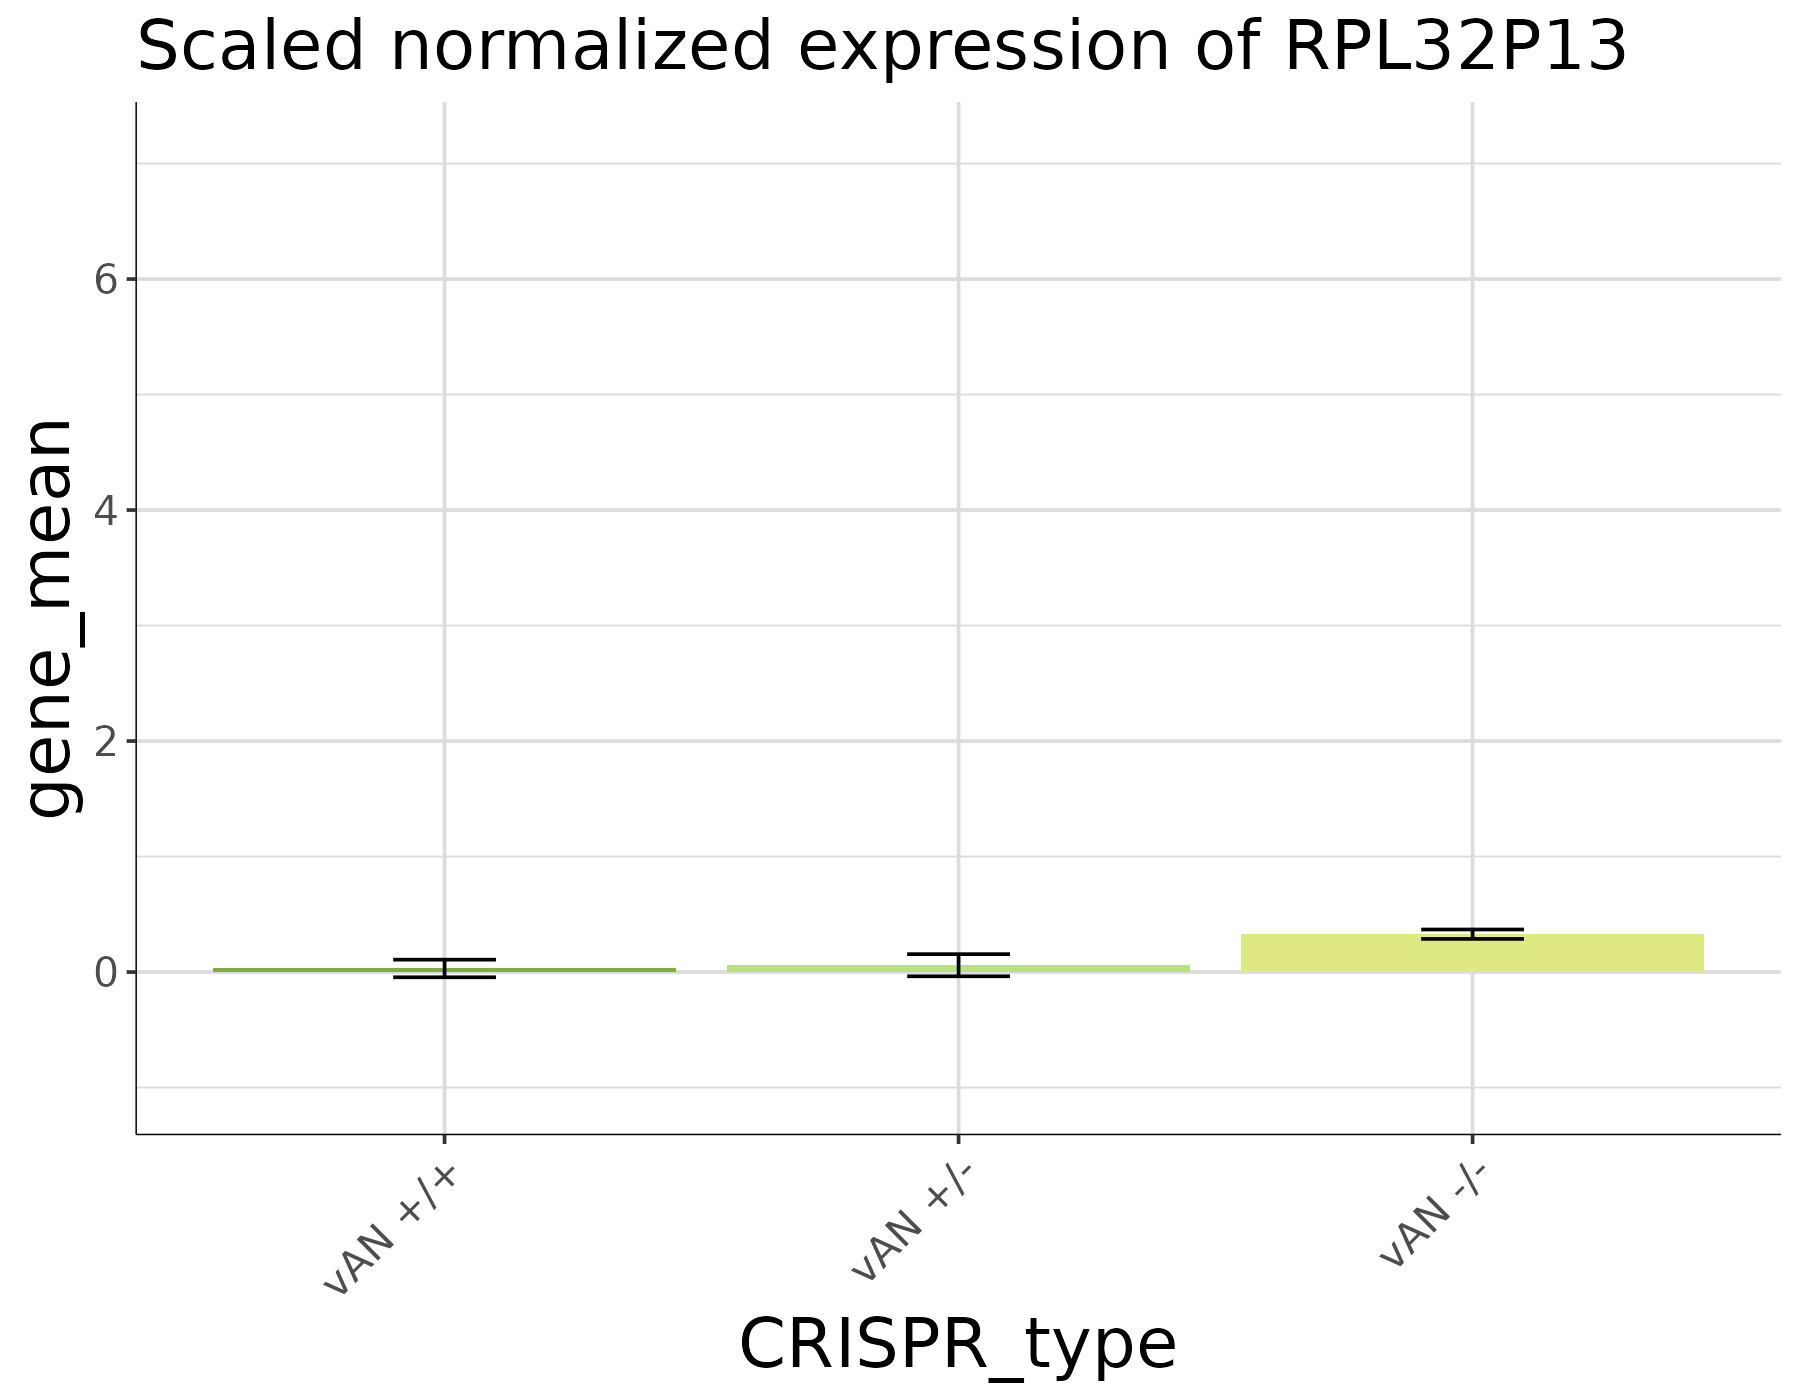 Scaled normalized expression of RPL32P13
gene_mean
6
4
2
0
vAN +/+
vAN +/-
vAN -/-
CRISPR_type